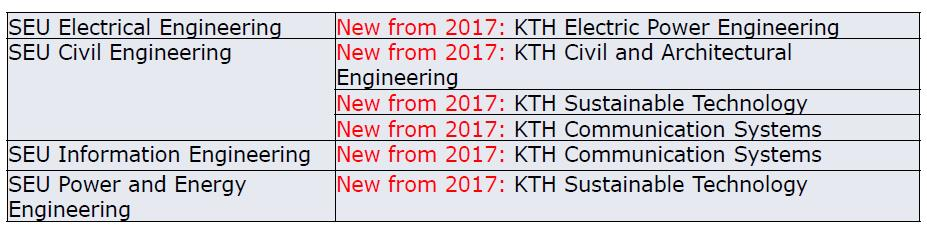 SEU Electrical Engineering New from 2017: KTH Electric Power Engineering
SEU Civil Engineering New from 2017: KTH Civil and Architectural
Engineering
New from 2017: KTH Sustainable Technology
New from 2017: KTH Communication Systems
SEU Information Engineering New from 2017: KTH Communication Systems
SEU Power and Energy New from 2017: KTH Sustainable Technology
Engineering